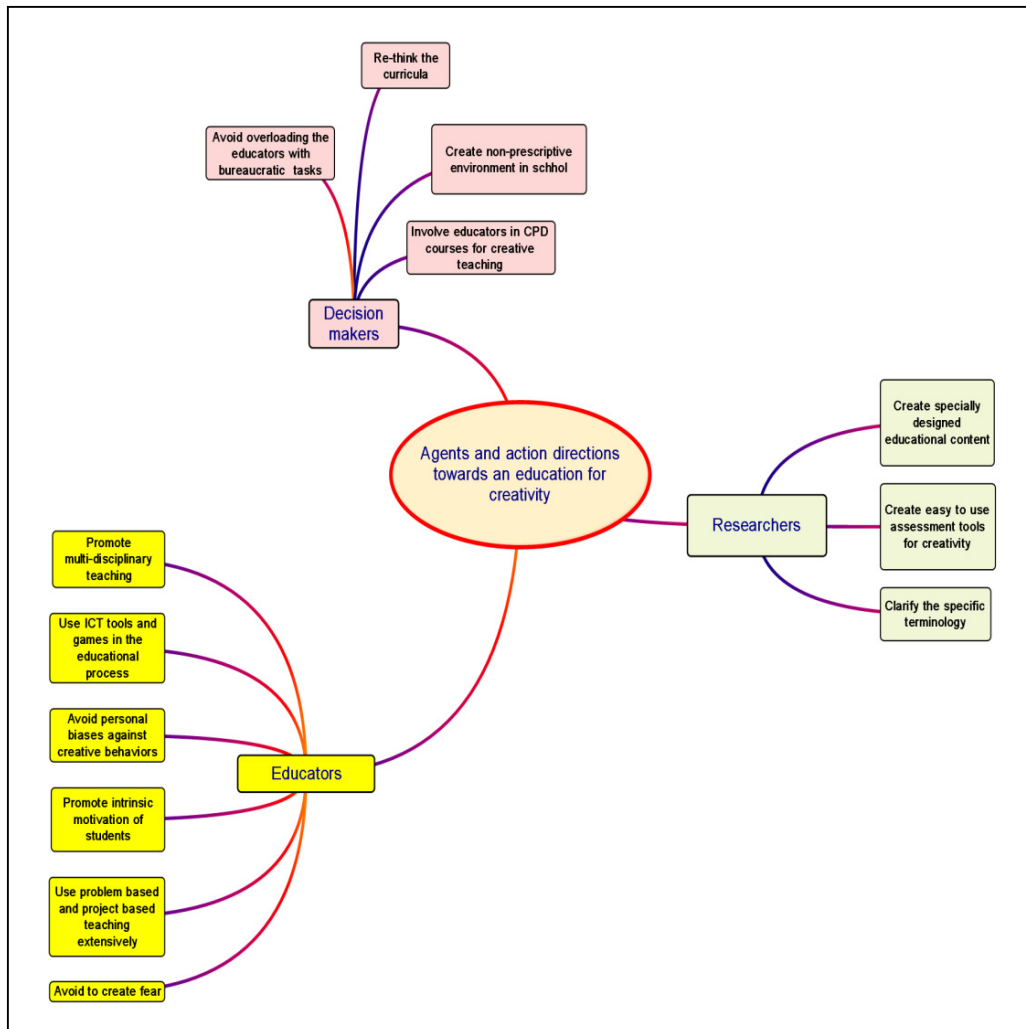 Re-think the
curricula
Avoid overloading the
educators with
bureaucratic tasks
Create non-prescriptive
environment in schhol
Involve educators in CPD
courses for creative
teaching
Decision
makers
Agents and action directions
towards an education for
creativity
Researchers
Create specially
designed
educational content
Create easy to use
assessment tools
for creativity
Clarify the specific
terminology
Educators
Promote
multi-disciplinary
teaching
Use ICT tools and
games in the
educational
process
Avoid personal
biases against
creative behaviors
Promote intrinsic
motivation of
students
Use problem based
and project based
teaching
extensively
Avoid to create fear